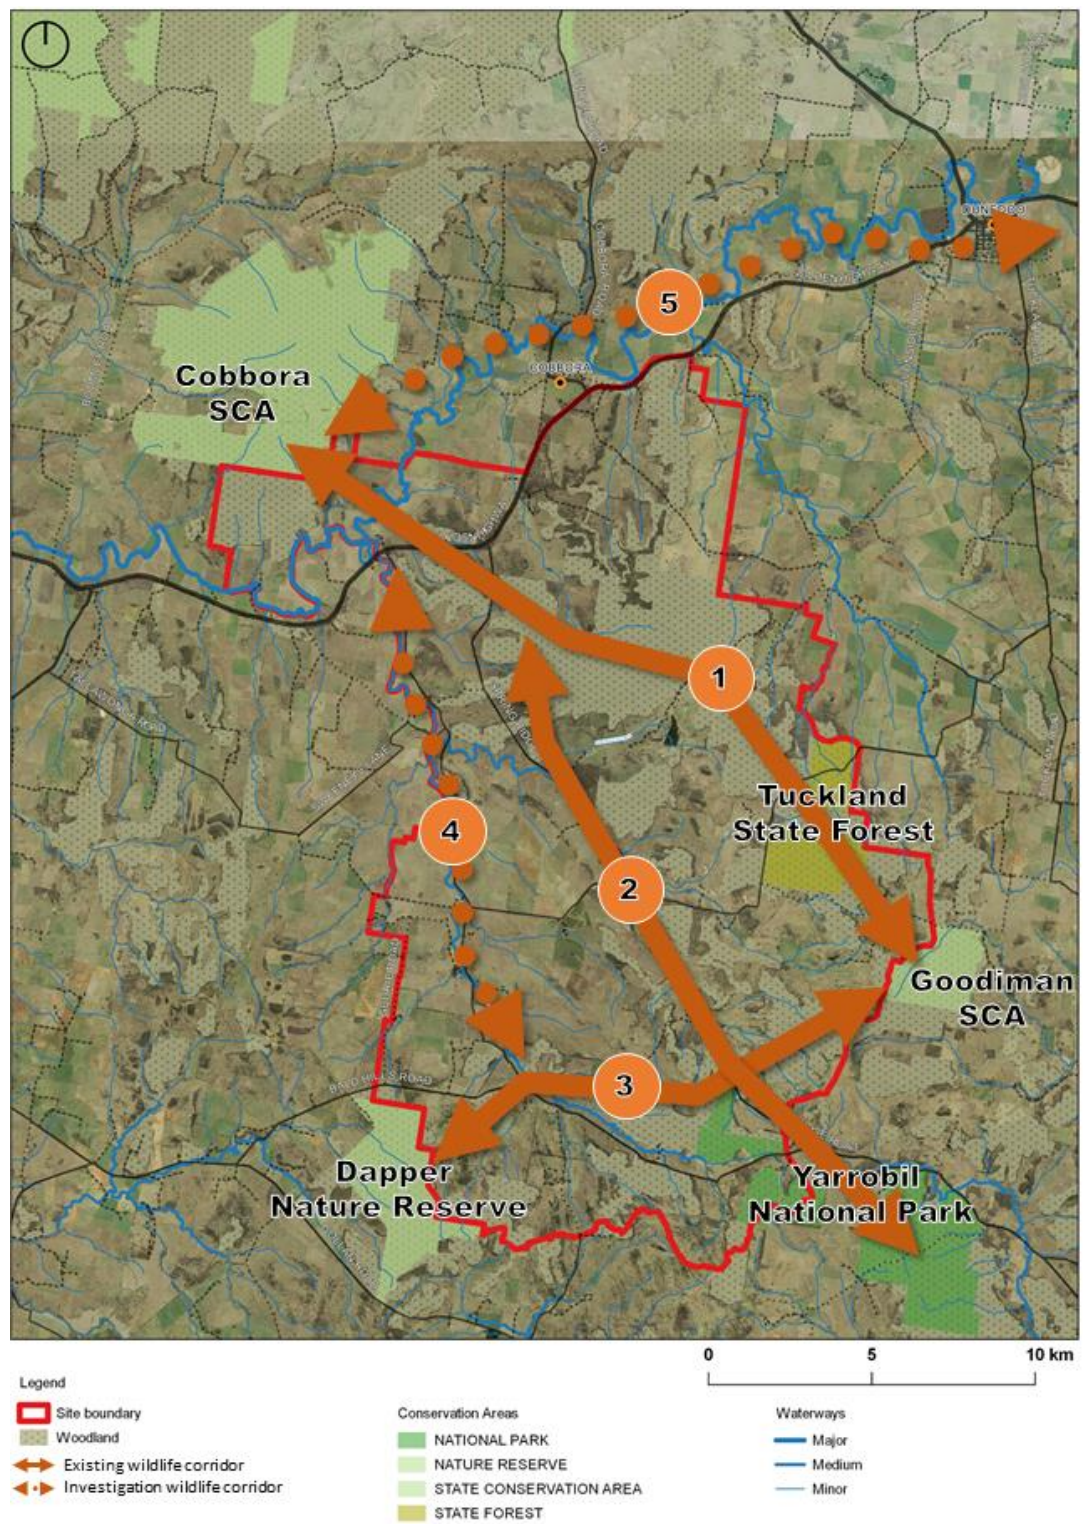 DUNEDOO
5
COBBORA
Cobbora
SCA
1
Tuckland
State Forest
4
2
Goodiman
SCA
3
BALD HILLS ROAD
Dapper
Nature Reserve
Yarrobil
National Park
0 5 10 km
Legend
Site boundary
Woodland
Existing wildlife corridor
Investigation wildlife corridor
Conservation Areas
NATIONAL PARK
NATURE RESERVE
STATE CONSERVATION AREA
STATE FOREST
Waterways
Major
Medium
Minor